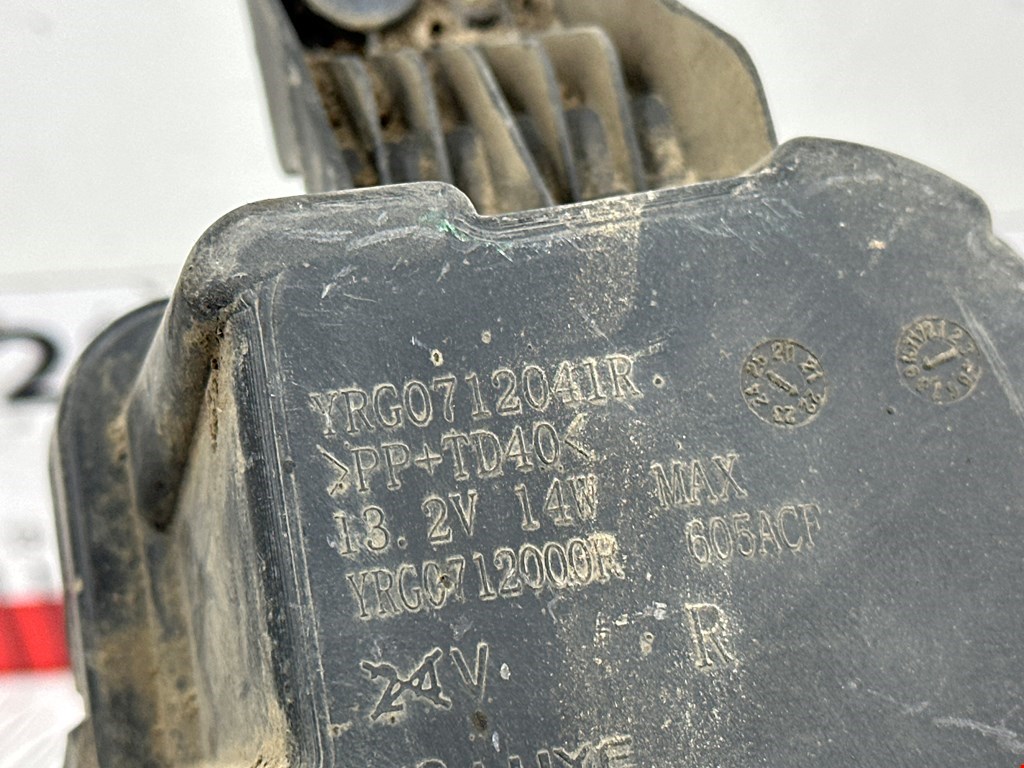 YRG0712041R
>PP+TD40<
13.2V 14W MAX
YRG0712000R 605ACF
R
24V